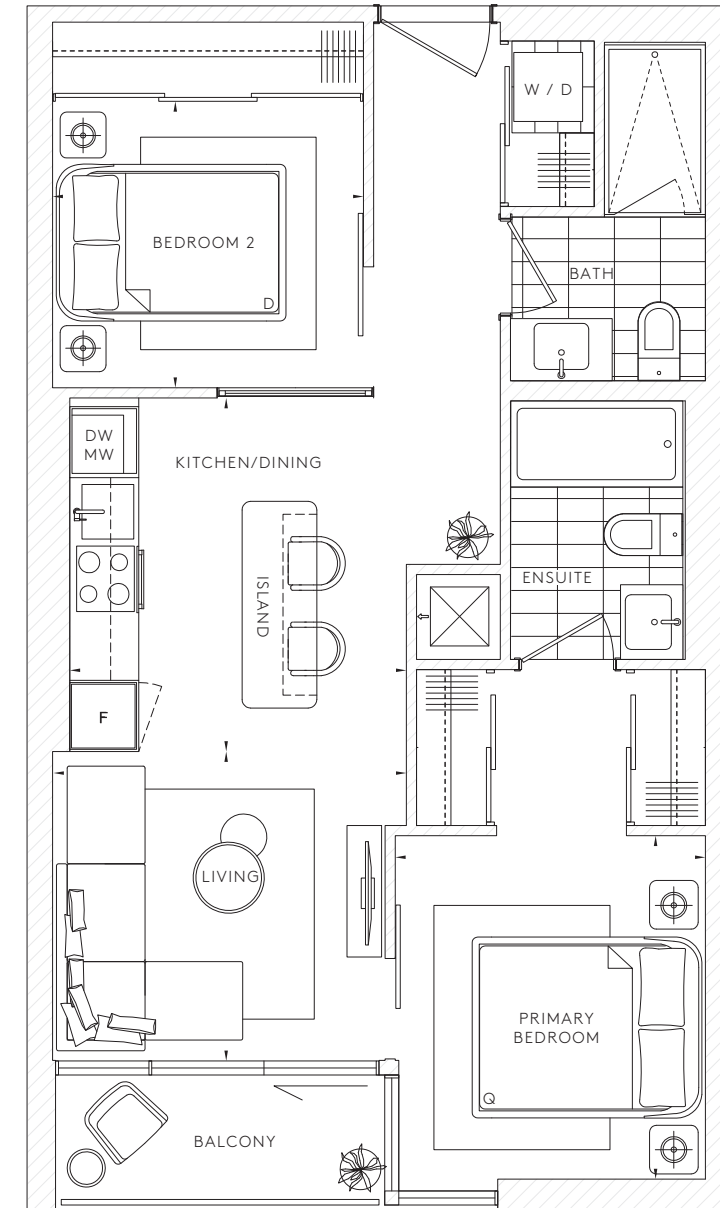 W / D
BEDROOM 2
D
BATH
DW
MW
KITCHEN/DINING
ISLAND
ENSUITE
F
LIVING
PRIMARY
BEDROOM
Q
BALCONY